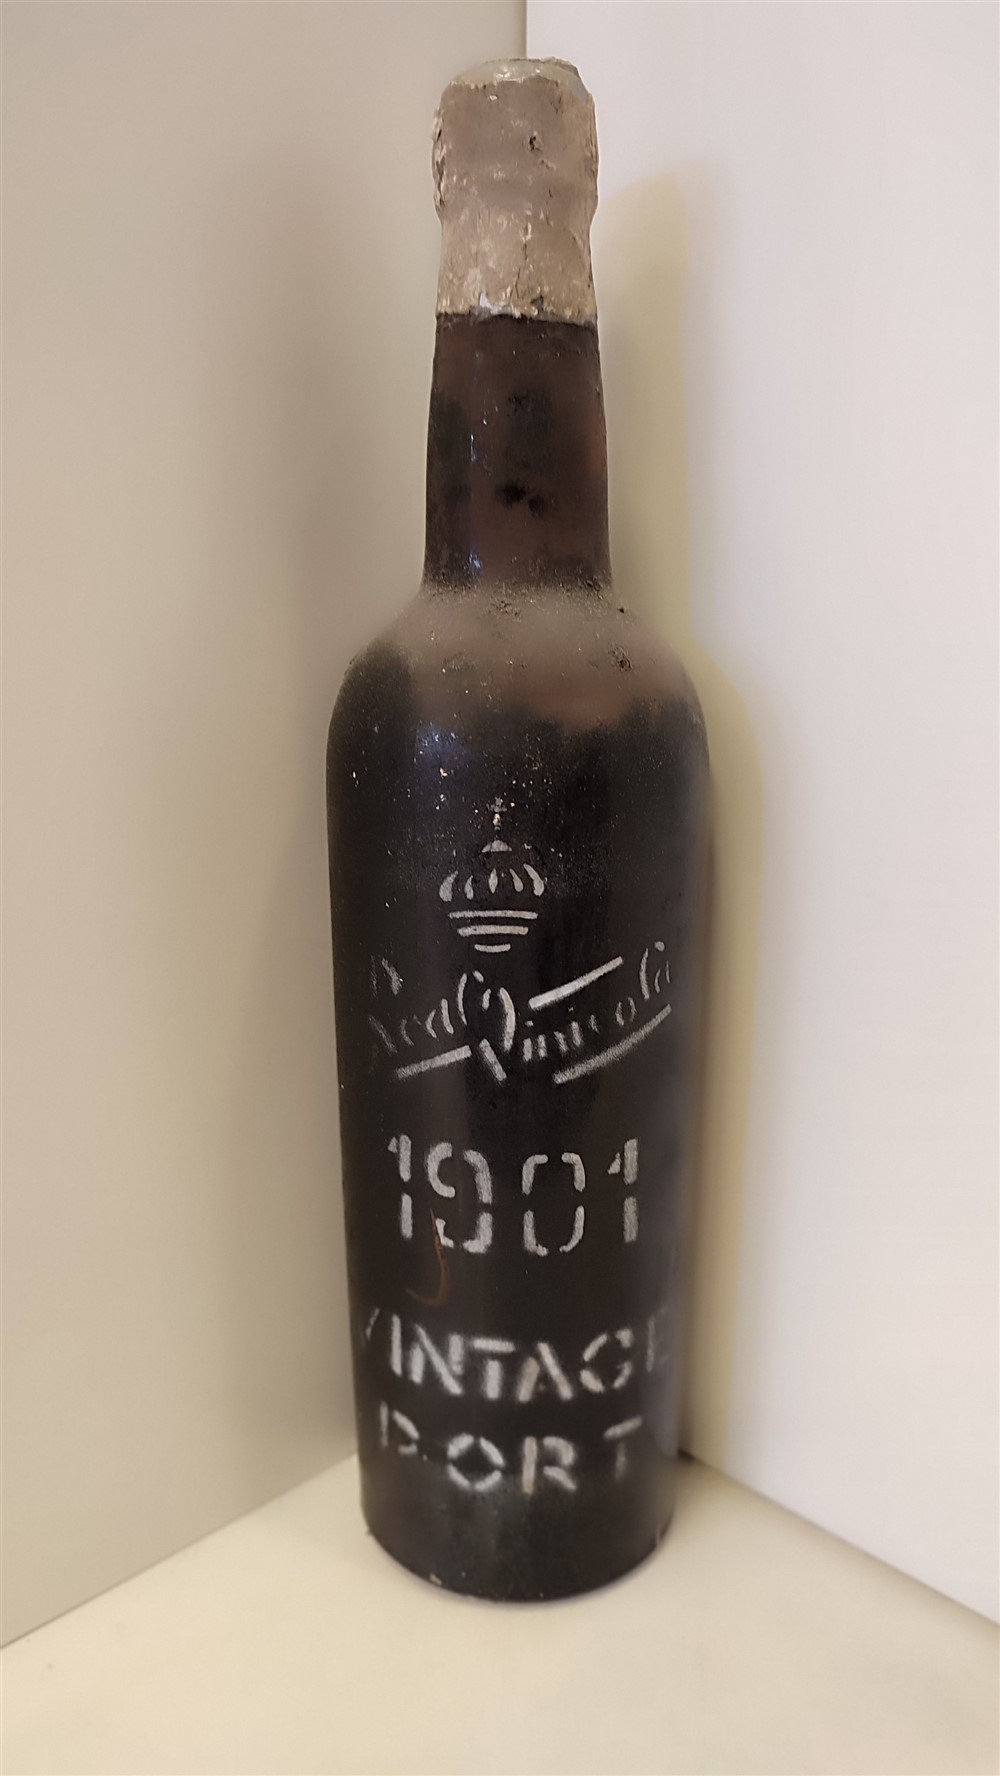 Real Vinicola
1901
VINTAGE
PORT